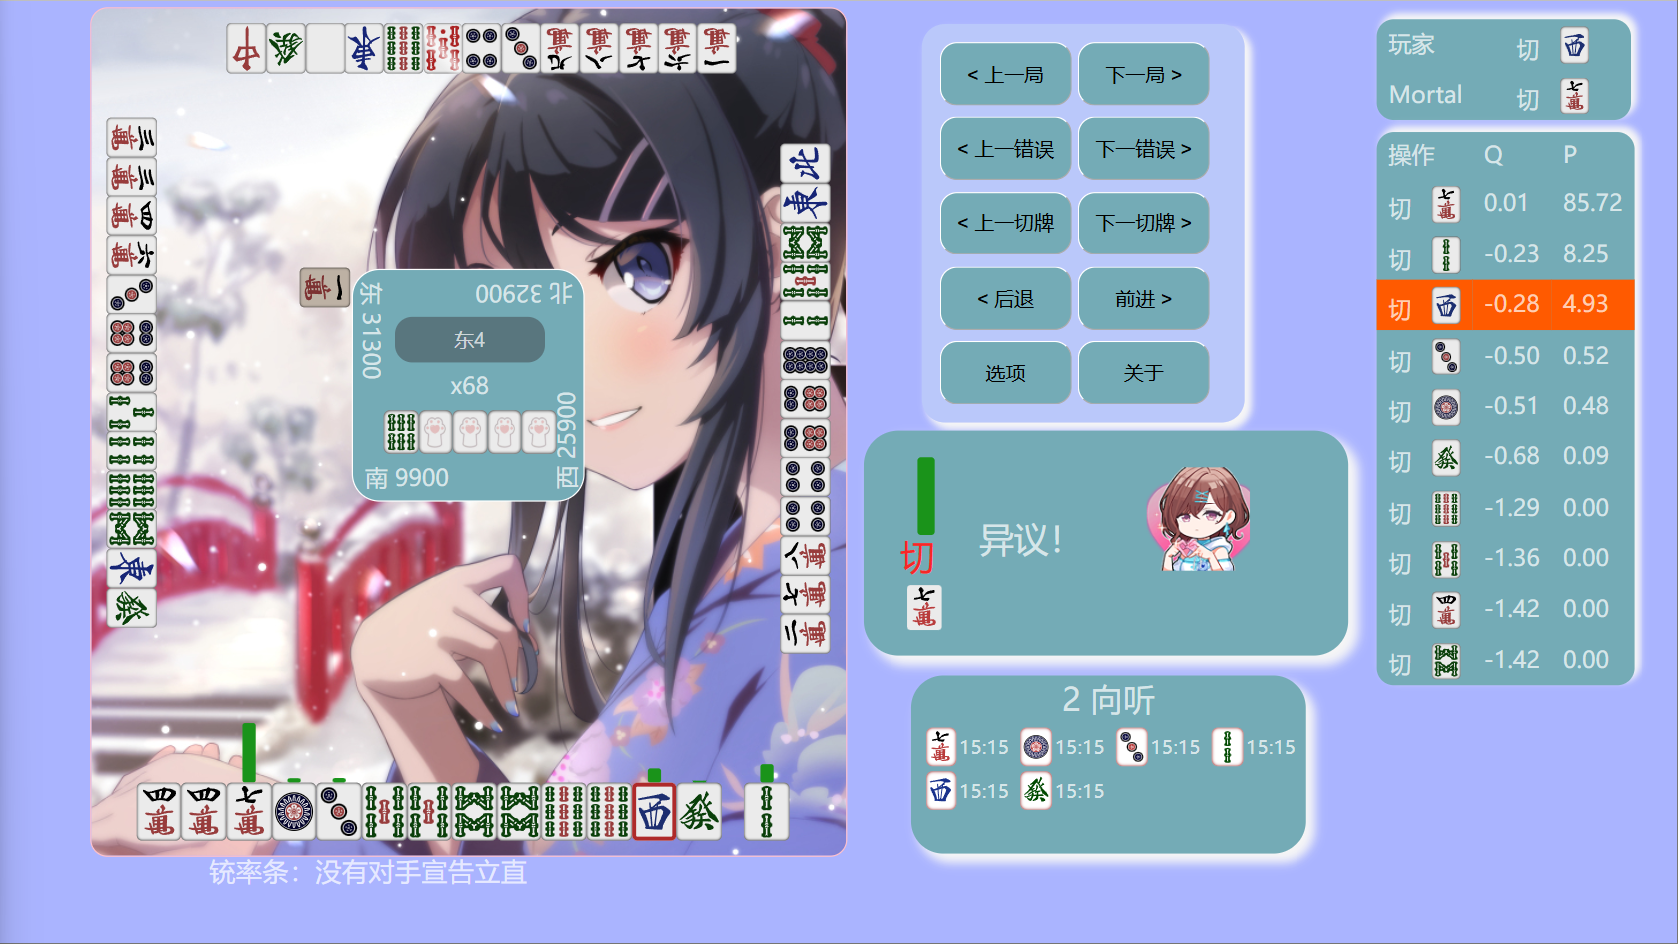 东 31300
北 32900
东4
x68
南 9900
西 25900
铳率条：没有对手宣告立直
< 上一局
下一局 >
< 上一错误
下一错误 >
< 上一切牌
下一切牌 >
< 后退
前进 >
选项
关于
切
异议！
2 向听
15:15 15:15 15:15 15:15
15:15 15:15
玩家 切
Mortal 切
操作 Q P
切 0.01 85.72
切 -0.23 8.25
切 -0.28 4.93
切 -0.50 0.52
切 -0.51 0.48
切 -0.68 0.09
切 -1.29 0.00
切 -1.36 0.00
切 -1.42 0.00
切 -1.42 0.00